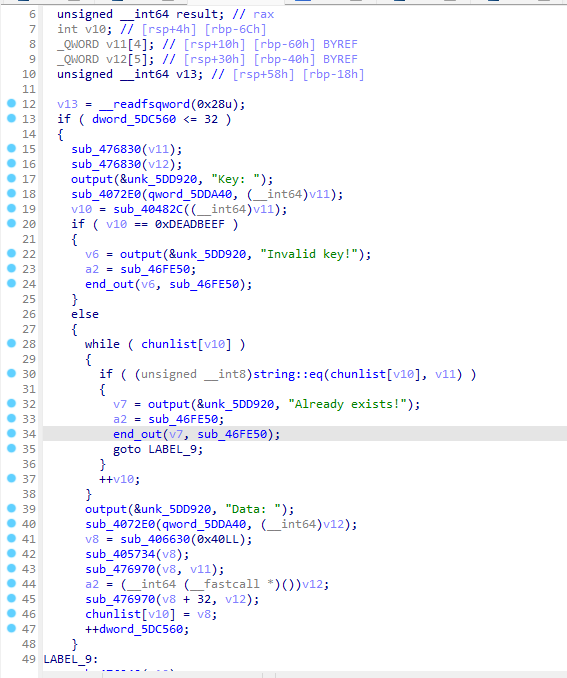 6 unsigned __int64 result; // rax
7 int v10; // [rsp+4h] [rbp-6Ch]
8 _QWORD v11[4]; // [rsp+10h] [rbp-60h] BYREF
9 _QWORD v12[5]; // [rsp+30h] [rbp-40h] BYREF
10 unsigned __int64 v13; // [rsp+58h] [rbp-18h]
11
12 v13 = __readfsqword(0x28u);
13 if ( dword_5DC560 <= 32 )
14 {
15 sub_476830(v11);
16 sub_476830(v12);
17 output(&unk_5DD920, "Key: ");
18 sub_4072E0(qword_5DDA40, (__int64)v11);
19 v10 = sub_40482C((__int64)v11);
20 if ( v10 == 0xDEADBEEF )
21 {
22 v6 = output(&unk_5DD920, "Invalid key!");
23 a2 = sub_46FE50;
24 end_out(v6, sub_46FE50);
25 }
26 else
27 {
28 while ( chunlist[v10] )
29 {
30 if ( (unsigned __int8)string::eq(chunlist[v10], v11) )
31 {
32 v7 = output(&unk_5DD920, "Already exists!");
33 a2 = sub_46FE50;
34 end_out(v7, sub_46FE50);
35 goto LABEL_9;
36 }
37 ++v10;
38 }
39 output(&unk_5DD920, "Data: ");
40 sub_4072E0(qword_5DDA40, (__int64)v12);
41 v8 = sub_406630(0x40LL);
42 sub_405734(v8);
43 sub_476970(v8, v11);
44 a2 = (__int64 (__fastcall *)())v12;
45 sub_476970(v8 + 32, v12);
46 chunlist[v10] = v8;
47 ++dword_5DC560;
48 }
49 LABEL_9: